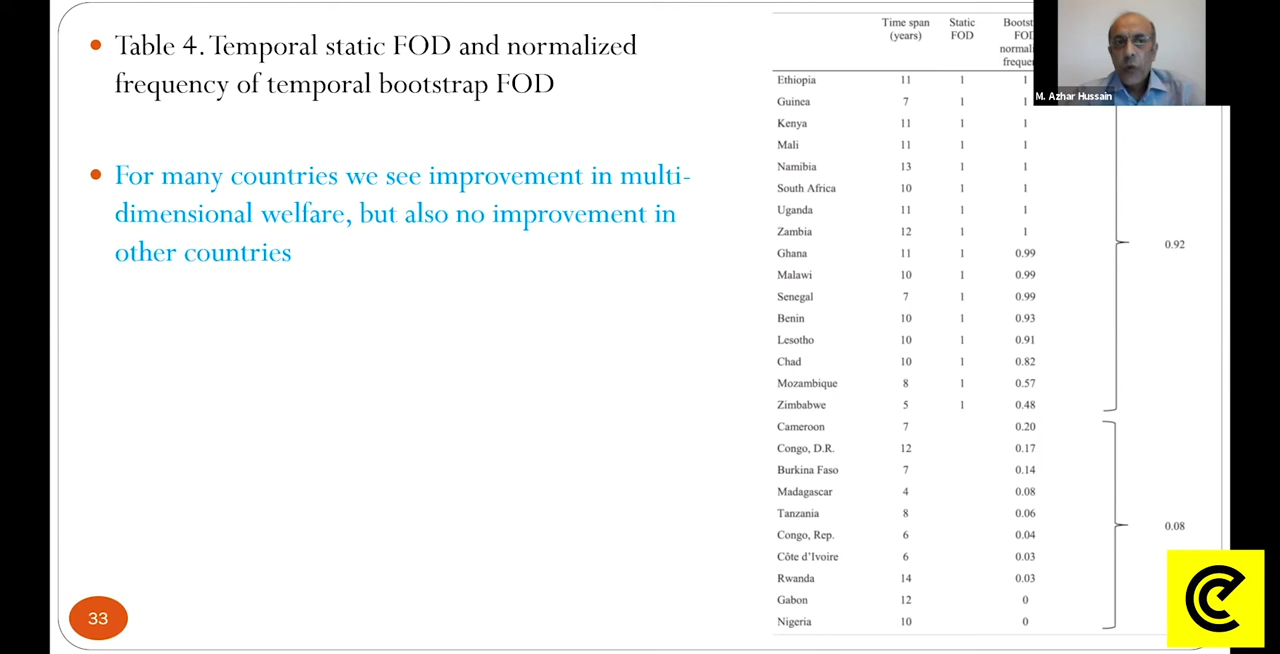 • Table 4. Temporal static FOD and normalized
frequency of temporal bootstrap FOD
• For many countries we see improvement in multi-
dimensional welfare, but also no improvement in
other countries
33
Time span Static
(years) FOD
Ethiopia 11 1 1
Guinea 7 1 1
Kenya 11 1 1
Mali 11 1 1
Namibia 13 1 1
South Africa 10 1 1
Uganda 11 1 1
Zambia 12 1 1
Ghana 11 1 0.99
Malawi 10 1 0.99
Senegal 7 1 0.99
Benin 10 1 0.93
Lesotho 10 1 0.91
Chad 10 1 0.82
Mozambique 8 1 0.57
Zimbabwe 5 1 0.48
0.92
Cameroon 7 0.20
Congo, D.R. 12 0.17
Burkina Faso 7 0.14
Madagascar 4 0.08
Tanzania 8 0.06
Congo, Rep. 6 0.04
Côte d'Ivoire 6 0.03
Rwanda 14 0.03
Gabon 12 0
Nigeria 10 0
0.08
M. Azhar Hussain